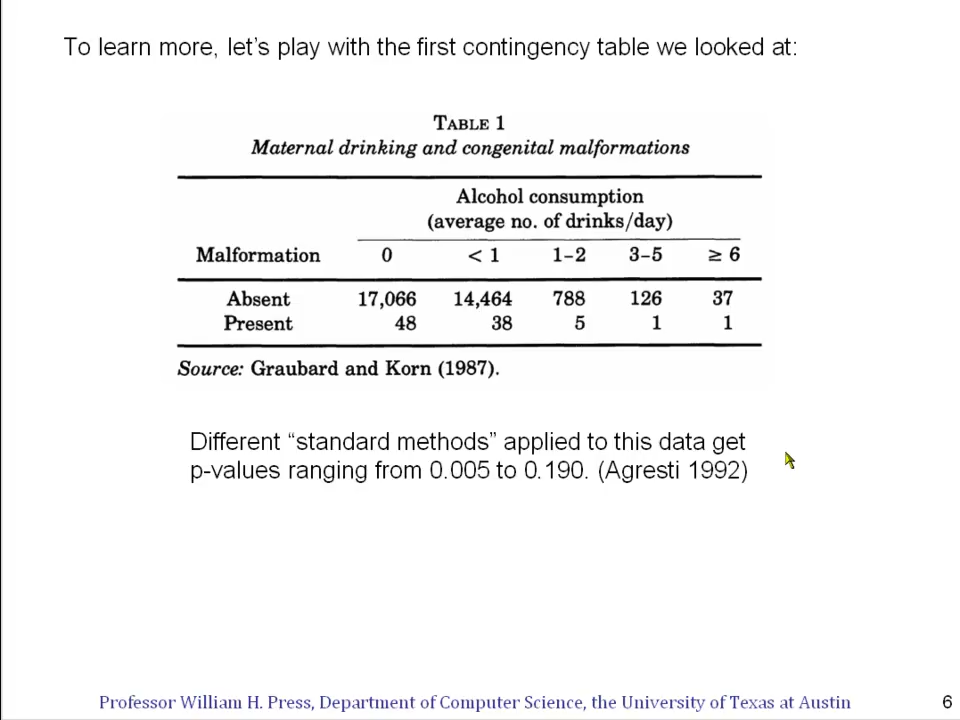 To learn more, let's play with the first contingency table we looked at:
TABLE 1
Maternal drinking and congenital malformations
Alcohol consumption
(average no. of drinks/day)
Malformation 0 < 1 1–2 3–5 ≥ 6
Absent 17,066 14,464 788 126 37
Present 48 38 5 1 1
Source: Graubard and Korn (1987).
Different “standard methods” applied to this data get
p-values ranging from 0.005 to 0.190. (Agresti 1992)
Professor William H. Press, Department of Computer Science, the University of Texas at Austin 6